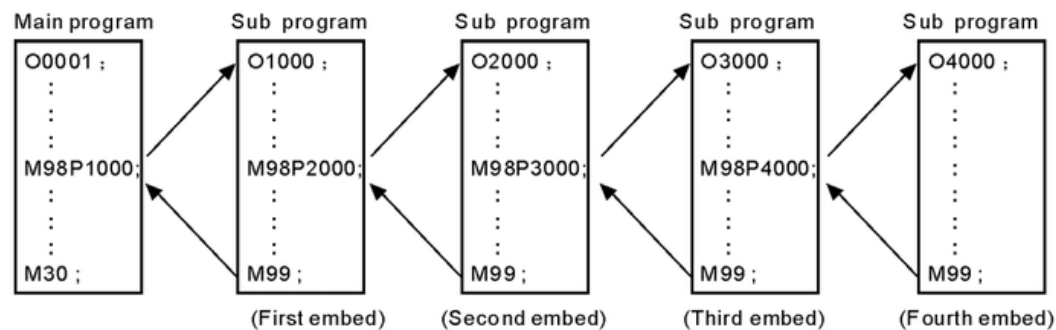 Main program
O0001 ;
:
:
:
M98P1000;
:
:
:
M30 ;
Sub program
O1000 ;
:
:
:
M98P2000;
:
:
:
M99 ;
(First embed)
Sub program
O2000 ;
:
:
:
M98P3000;
:
:
:
M99 ;
(Second embed)
Sub program
O3000 ;
:
:
:
M98P4000;
:
:
:
M99 ;
(Third embed)
Sub program
O4000 ;
:
:
:
:
:
:
M99 ;
(Fourth embed)